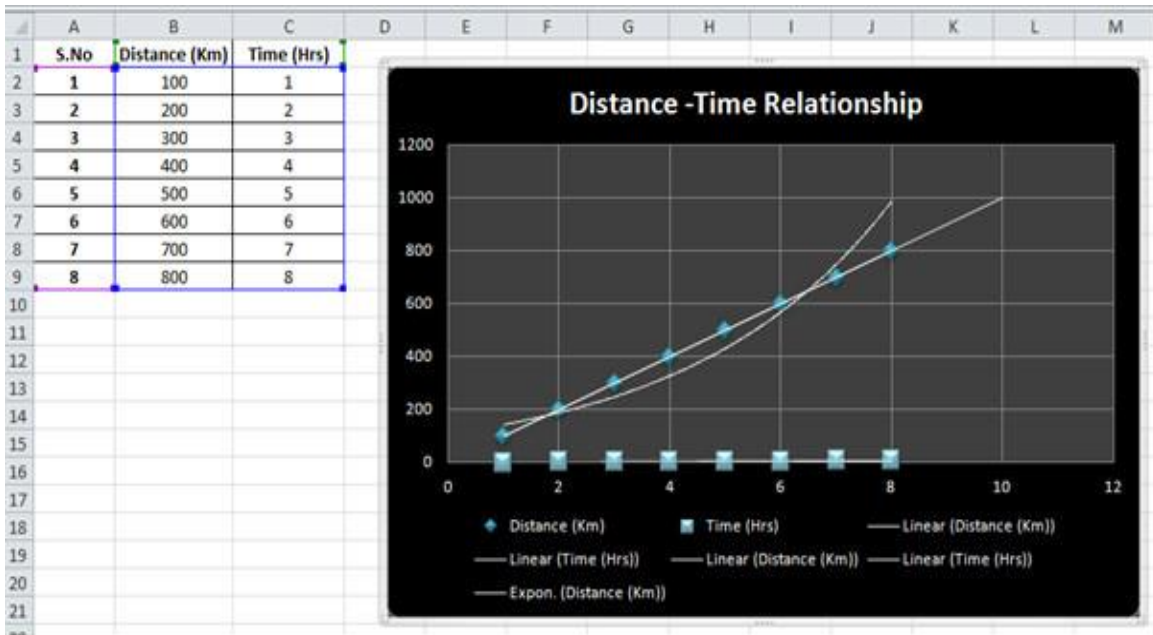 A B C D E F G H I J K L M
1 S.No Distance (Km) Time (Hrs)
2 1 100 1
3 2 200 2
4 3 300 3
5 4 400 4
6 5 500 5
7 6 600 6
8 7 700 7
9 8 800 8
10
11
12
13
14
15
16
17
18
19
20
21
Distance -Time Relationship
1200
1000
800
600
400
200
0
0 2 4 6 8 10 12
Distance (Km) Time (Hrs) Linear (Distance (Km))
Linear (Time (Hrs)) Linear (Distance (Km)) Linear (Time (Hrs))
Expon. (Distance (Km))